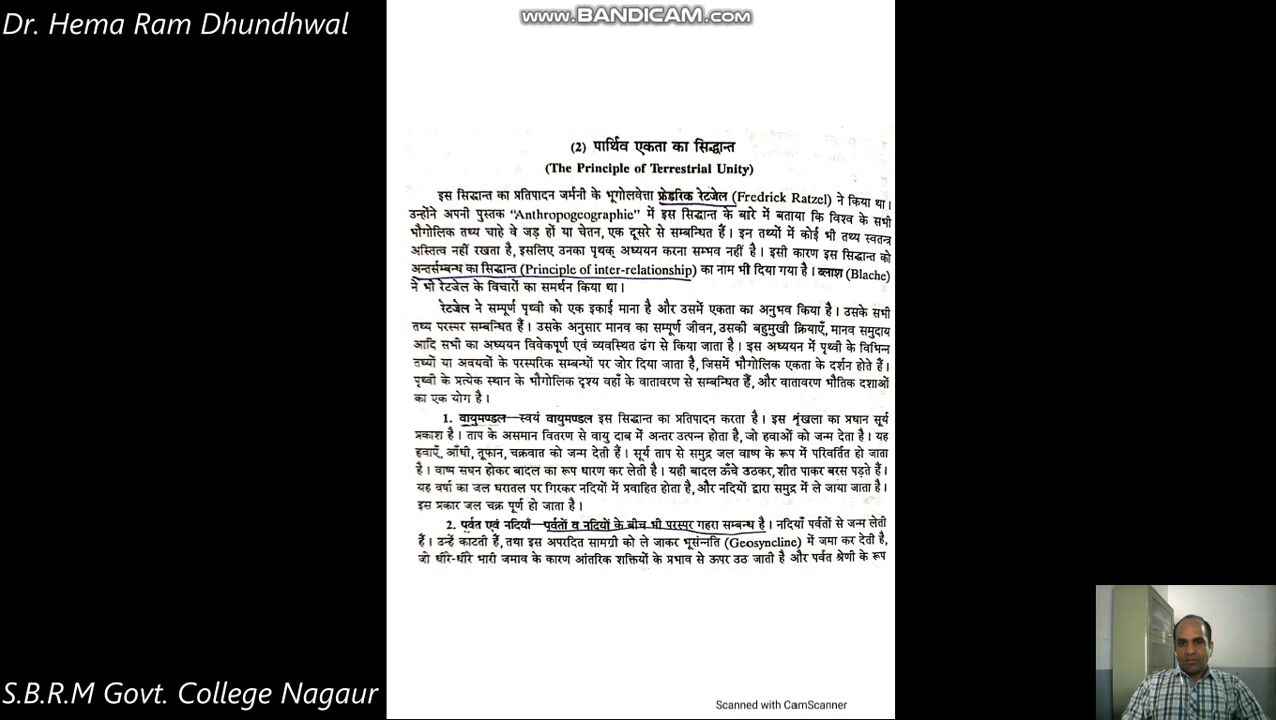 Dr. Hema Ram Dhundhwal
www.BANDICAM.com
(2) पार्थिव एकता का सिद्धान्त
(The Principle of Terrestrial Unity)
इस सिद्धान्त का प्रतिपादन जर्मनी के भूगोलवेत्ता फ्रेडरिक रेटजेल (Fredrick Ratzel) ने किया था।
उन्होंने अपनी पुस्तक “Anthropogeographie” में इस सिद्धान्त के बारे में बताया कि विश्व के सभी
भौगोलिक तथ्य चाहे वे जड़ हों या चेतन, एक दूसरे से सम्बन्धित हैं। इन तथ्यों में कोई भी तथ्य स्वतन्त्र
अस्तित्व नहीं रखता है, इसलिए उनका पृथक् अध्ययन करना सम्भव नहीं है। इसी कारण इस सिद्धान्त को
अन्तर्सम्बन्ध का सिद्धान्त (Principle of inter-relationship) का नाम भी दिया गया है। ब्लाश (Blache)
ने भी रेटजेल के विचारों का समर्थन किया था।
रेटजेल ने सम्पूर्ण पृथ्वी को एक इकाई माना है और उसमें एकता का अनुभव किया है। उसके सभी
तथ्य परस्पर सम्बन्धित हैं। उसके अनुसार मानव का सम्पूर्ण जीवन, उसकी बहुमुखी क्रियाएँ, मानव समुदाय
आदि सभी का अध्ययन विवेकपूर्ण एवं व्यवस्थित ढंग से किया जाता है। इस अध्ययन में पृथ्वी के विभिन्न
तथ्यों या अवयवों के परस्परिक सम्बन्धों पर जोर दिया जाता है, जिसमें भौगोलिक एकता के दर्शन होते हैं।
पृथ्वी के प्रत्येक स्थान के भौगोलिक दृश्य वहाँ के वातावरण से सम्बन्धित हैं, और वातावरण भौतिक दशाओं
का एक योग है।
1. वायुमण्डल—स्वयं वायुमण्डल इस सिद्धान्त का प्रतिपादन करता है। इस शृंखला का प्रधान सूर्य
प्रकाश है। ताप के असमान वितरण से वायु दाब में अन्तर उत्पन्न होता है, जो हवाओं को जन्म देता है। यह
हवाएँ, आँधी, तूफान, चक्रवात को जन्म देती हैं। सूर्य ताप से समुद्र जल वाष्प के रूप में परिवर्तित हो जाता
है। वाष्प सघन होकर बादल का रूप धारण कर लेती है। यही बादल ऊँचे उठकर, शीत पाकर बरस पड़ते हैं।
यह वर्षा का जल धरातल पर गिरकर नदियों में प्रवाहित होता है, और नदियों द्वारा समुद्र में ले जाया जाता है।
इस प्रकार जल चक्र पूर्ण हो जाता है।
2. पर्वत एवं नदियाँ—पर्वतों व नदियों के बीच भी परस्पर गहरा सम्बन्ध है। नदियाँ पर्वतों से जन्म लेती
हैं। उन्हें काटती हैं, तथा इस अपरदित सामग्री को ले जाकर भूसंन्नति (Geosyncline) में जमा कर देती है,
जो धीरे-धीरे भारी जमाव के कारण आंतरिक शक्तियों के प्रभाव से ऊपर उठ जाती है और पर्वत श्रेणी के रूप
S.B.R.M Govt. College Nagaur
Scanned with CamScanner